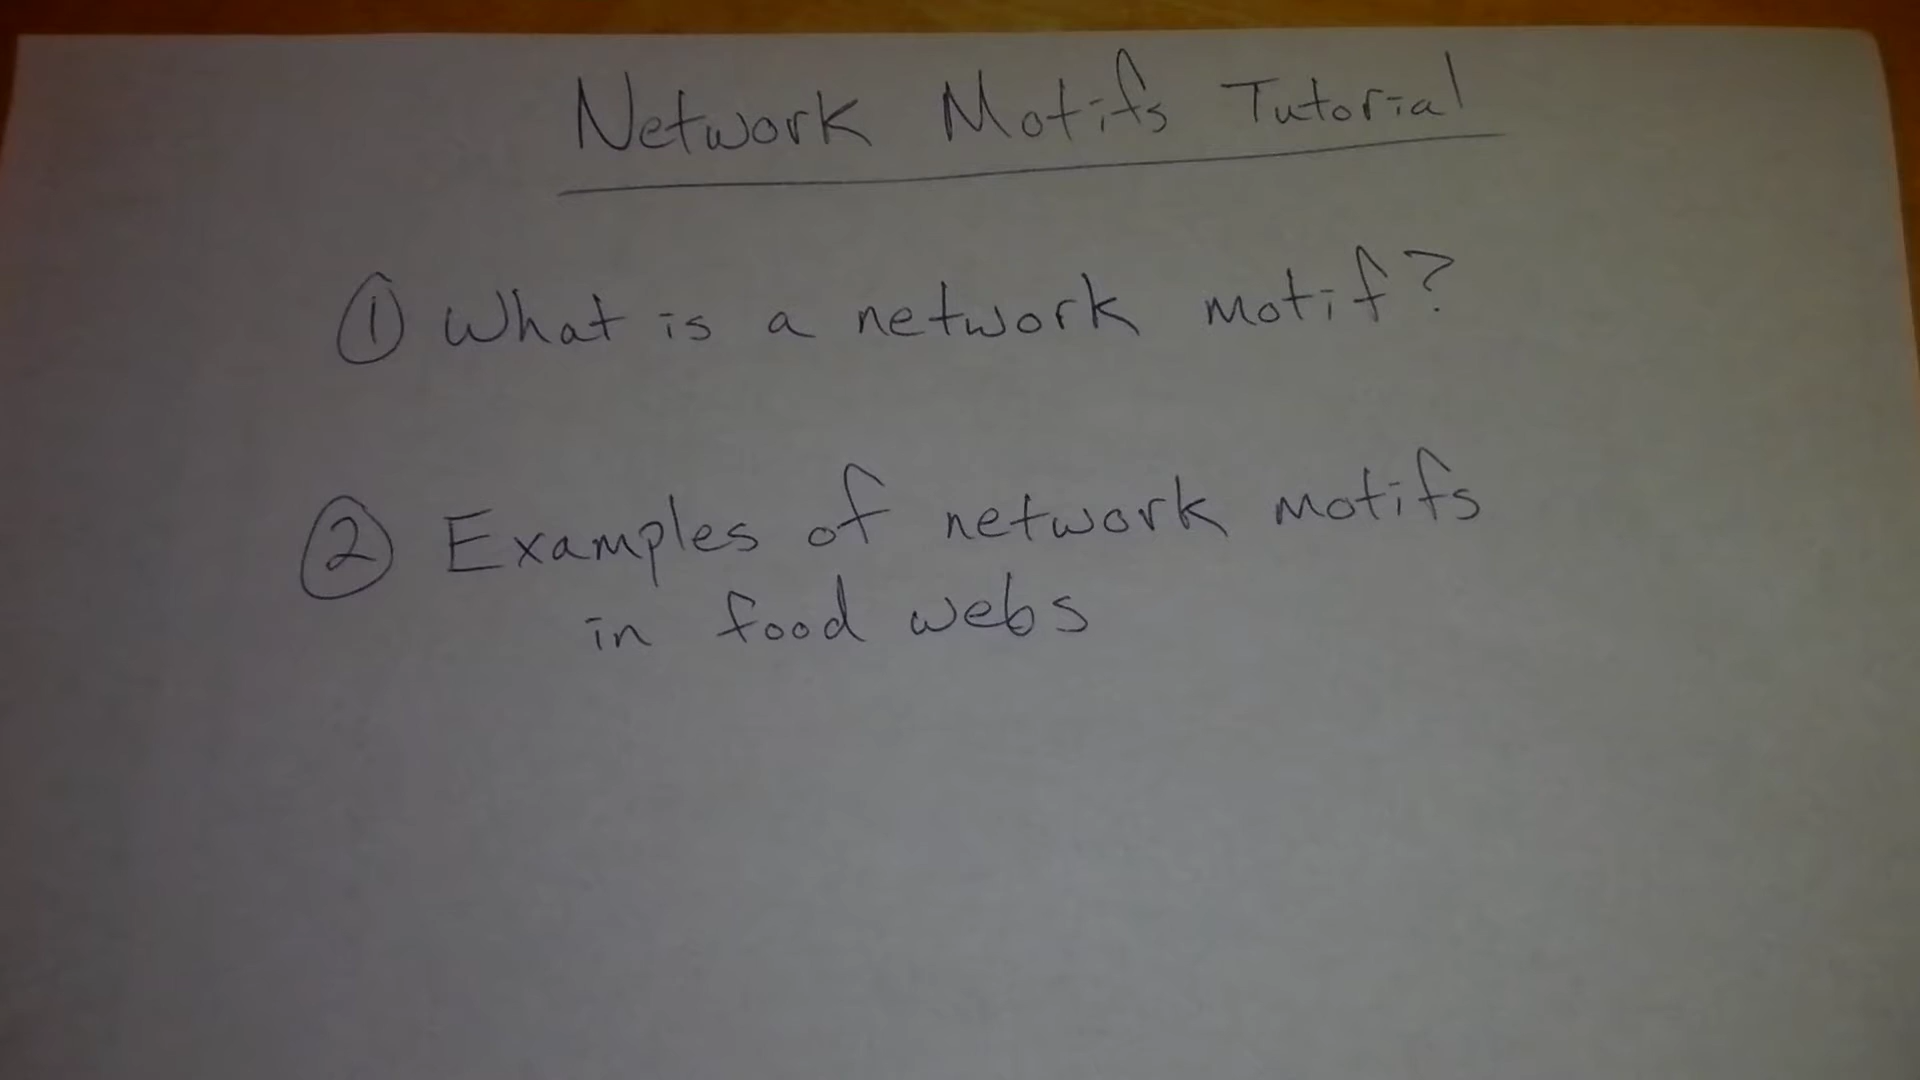 Network Motifs Tutorial
① What is a network motif?
② Examples of network motifs
in food webs